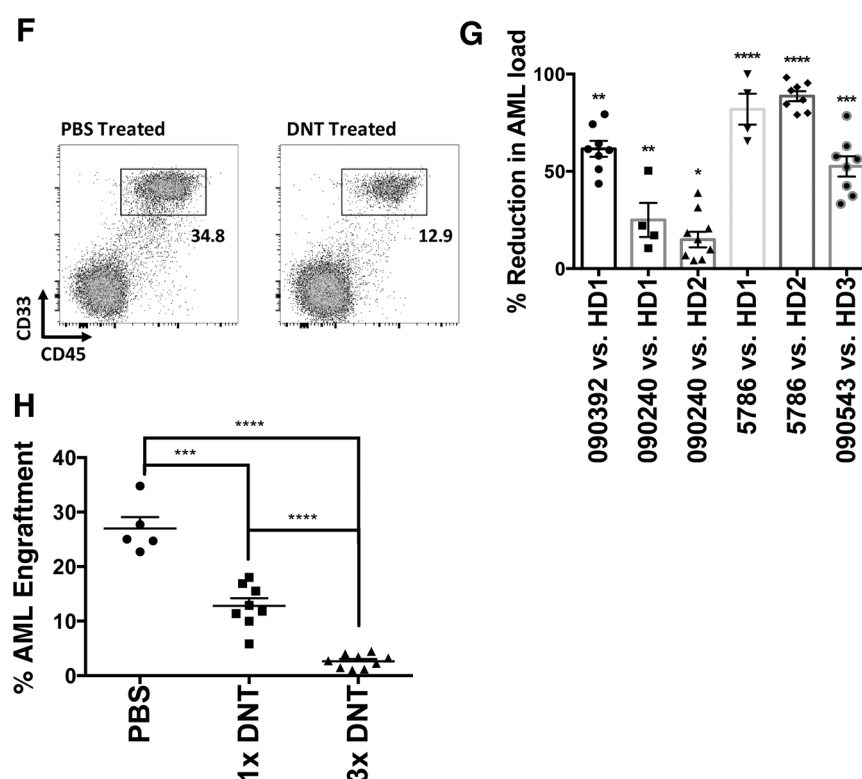 F
PBS Treated
DNT Treated
34.8
12.9
CD33
CD45
G
% Reduction in AML load
100
50
0
**
**
*
****
****
***
090392 vs. HD1
090240 vs. HD1
090240 vs. HD2
5786 vs. HD1
5786 vs. HD2
090543 vs. HD3
H
% AML Engraftment
40
30
20
10
0
****
***
****
PBS
1x DNT
3x DNT